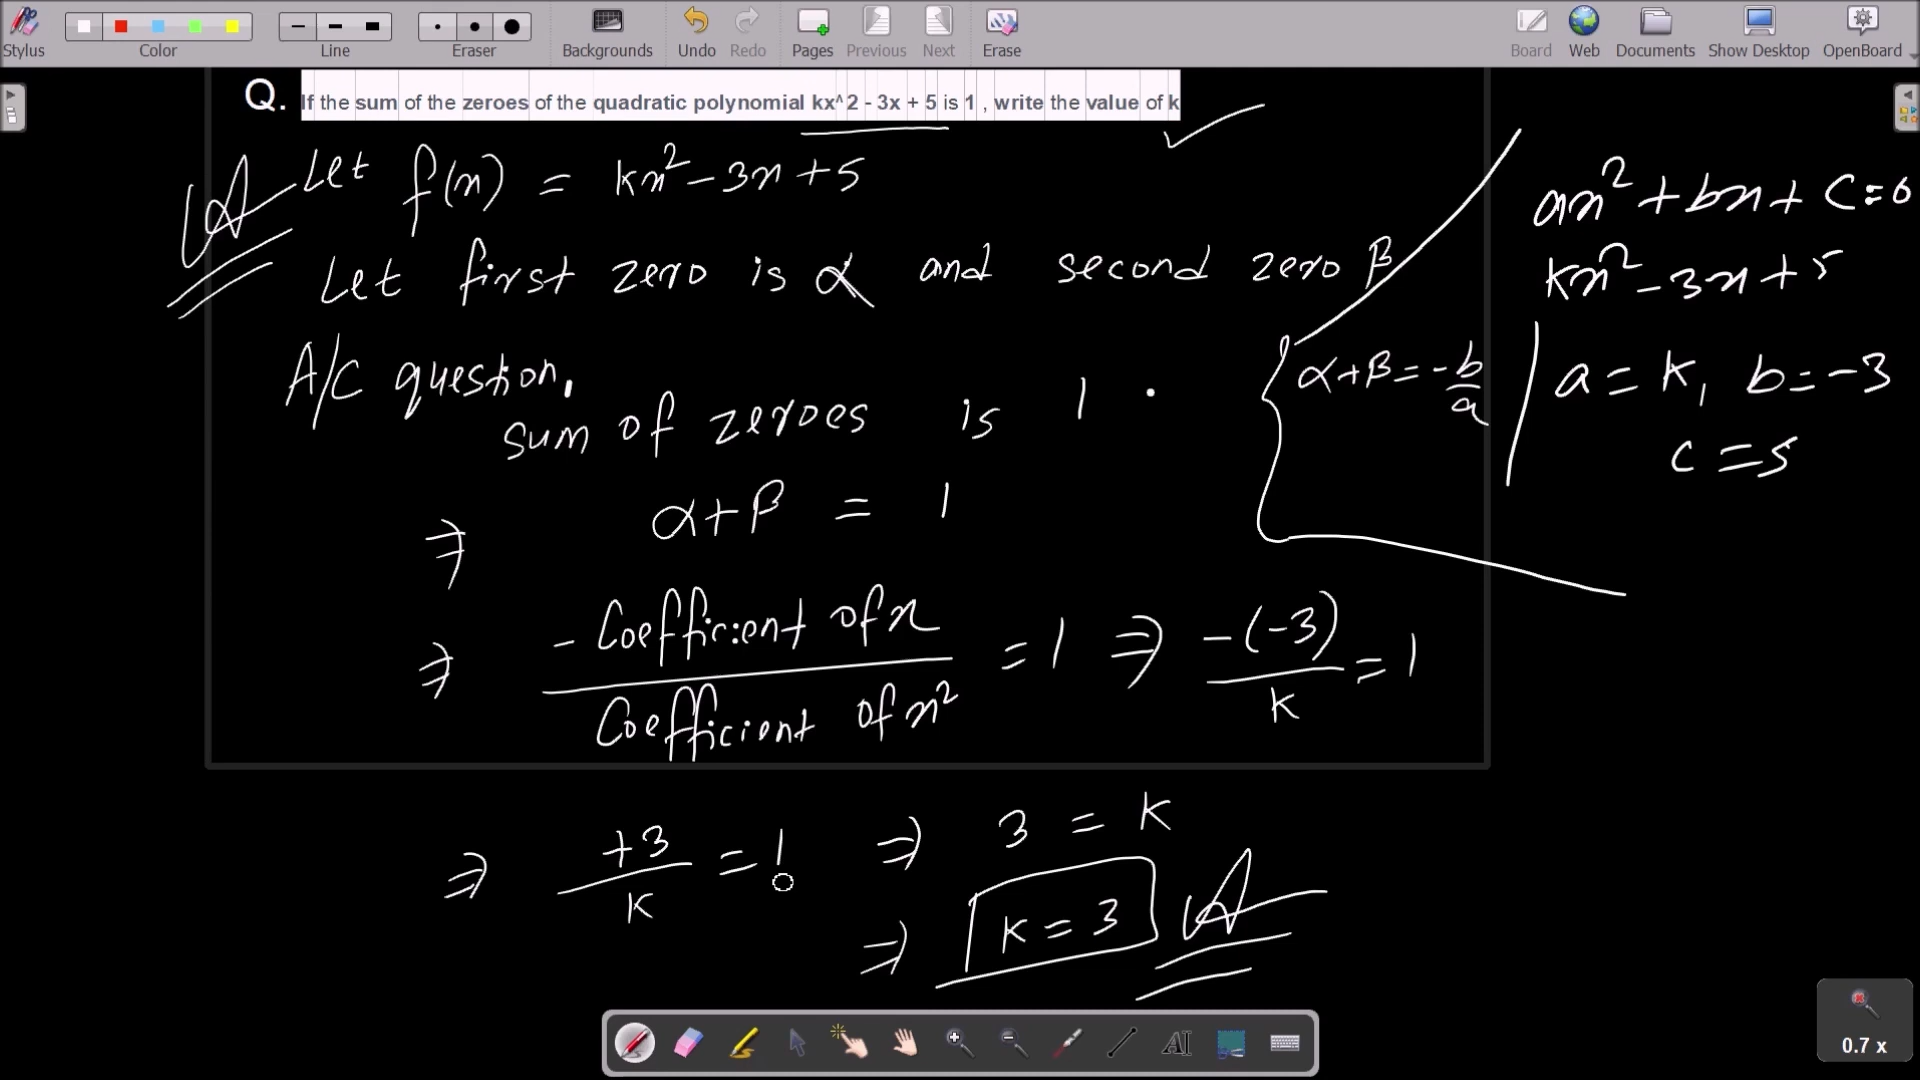 Stylus Color Line Eraser Backgrounds Undo Redo Pages Previous Next Erase Board Web Documents Show Desktop OpenBoard
Q. If the sum of the zeroes of the quadratic polynomial kx^2 - 3x + 5 is 1 , write the value of k
Let f(x) = kx² - 3x + 5
Let first zero is α and second zero β
A/C question,
sum of zeroes is 1 .
⇒ α + β = 1
⇒ - Coefficient of x / Coefficient of x² = 1 ⇒ -(-3) / k = 1
⇒ +3 / k = 1 ⇒ 3 = k
⇒ k = 3
α + β = - b / a
ax² + bx + c = 0
kx² - 3x + 5
a = k, b = -3
c = 5
AI
0.7 x